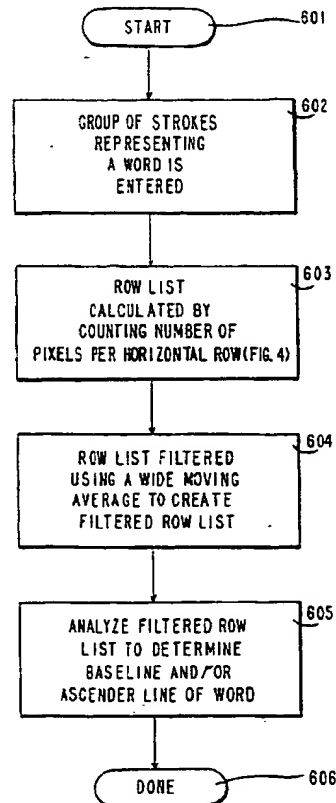 START
601
602
GROUP OF STROKES
REPRESENTING
A WORD IS
ENTERED
603
ROW LIST
CALCULATED BY
COUNTING NUMBER OF
PIXELS PER HORIZONTAL ROW(FIG. 4)
604
ROW LIST FILTERED
USING A WIDE MOVING
AVERAGE TO CREATE
FILTERED ROW LIST.
605
ANALYZE FILTERED ROW
LIST TO DETERMINE
BASELINE AND/OR
ASCENDER LINE OF WORD
DONE
606